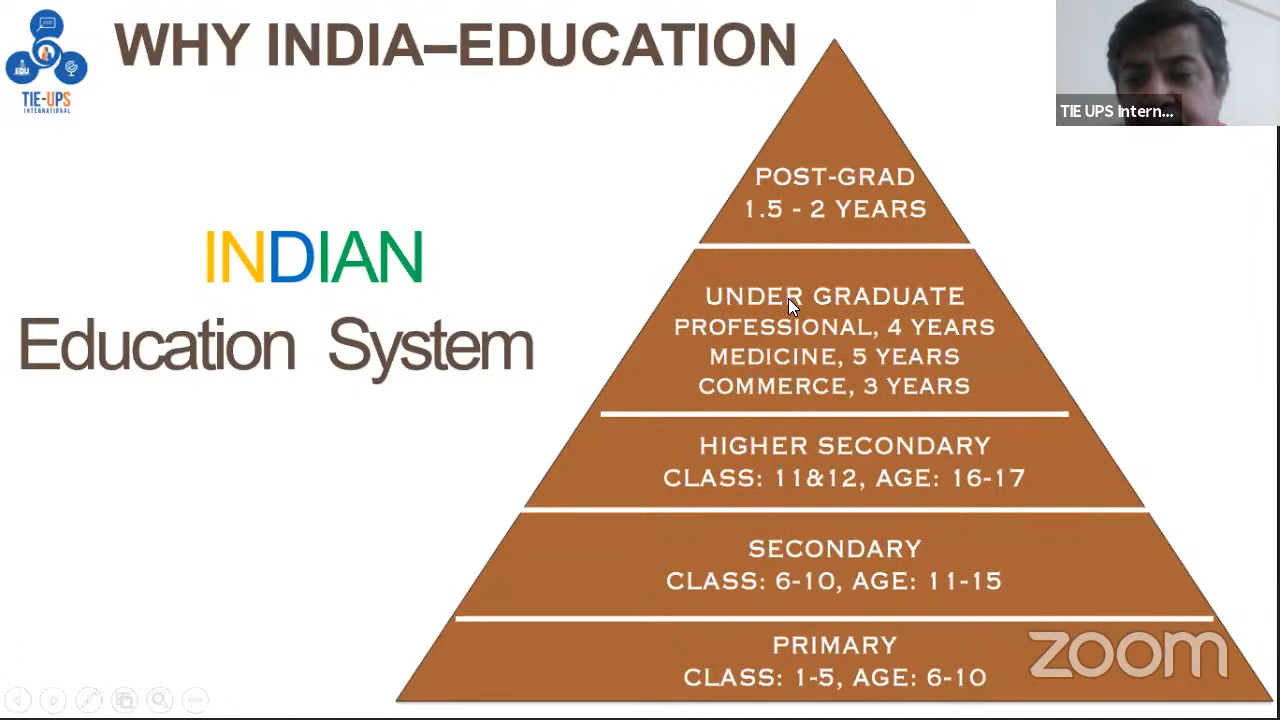 WHY INDIA–EDUCATION
EDU
TIE-UPS
INTERNATIONAL
TIE UPS Intern...
INDIAN
Education System
POST-GRAD
1.5 - 2 YEARS
UNDER GRADUATE
PROFESSIONAL, 4 YEARS
MEDICINE, 5 YEARS
COMMERCE, 3 YEARS
HIGHER SECONDARY
CLASS: 11&12, AGE: 16-17
SECONDARY
CLASS: 6-10, AGE: 11-15
PRIMARY
CLASS: 1-5, AGE: 6-10
zoom